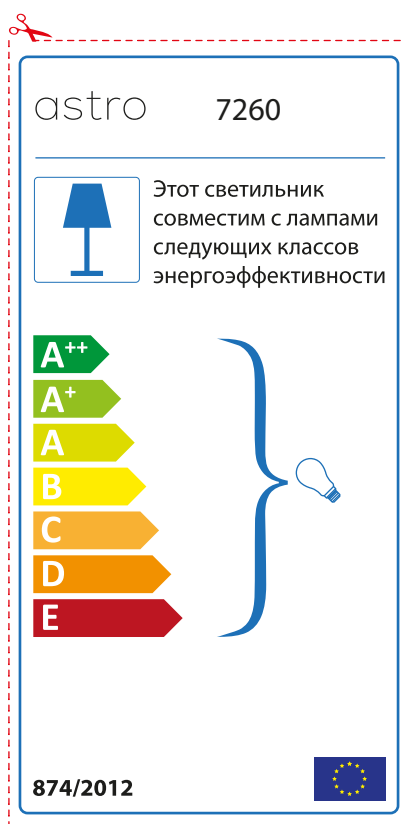 astro 7260
Этот светильник
совместим с лампами
следующих классов
энергоэффективности
A++
A+
A
B
C
D
E
874/2012